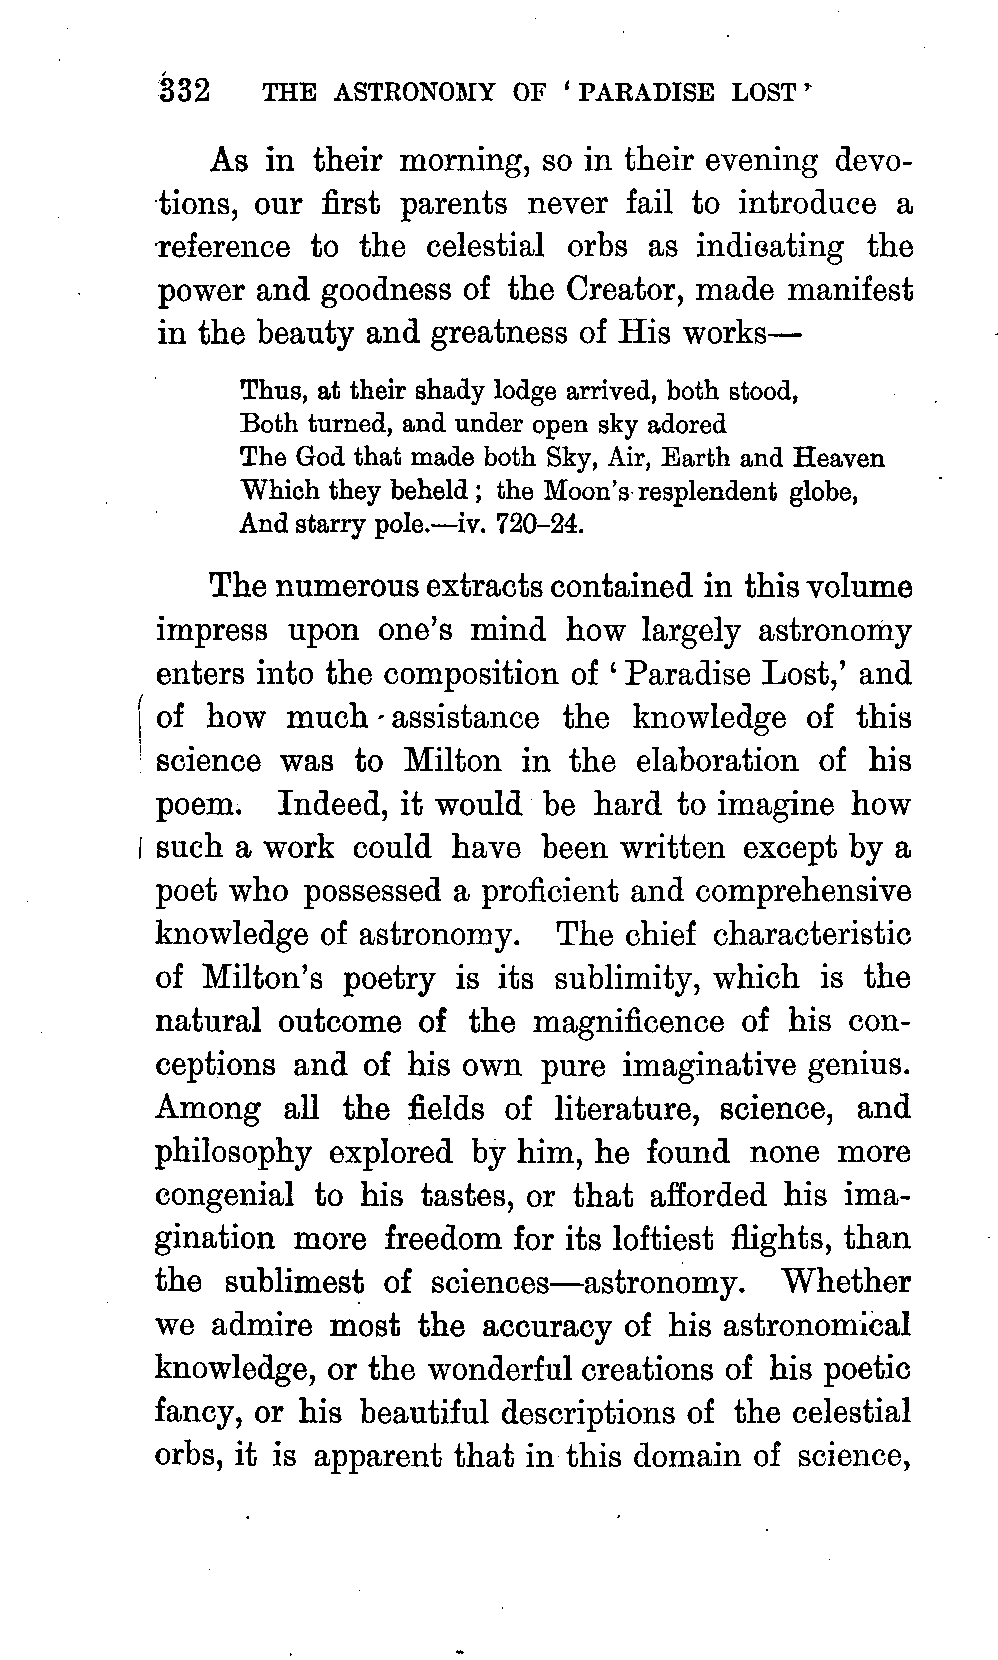 332 THE ASTRONOMY OF ‘PARADISE LOST’
As in their morning, so in their evening devo-
tions, our first parents never fail to introduce a
reference to the celestial orbs as indicating the
power and goodness of the Creator, made manifest
in the beauty and greatness of His works—
Thus, at their shady lodge arrived, both stood,
Both turned, and under open sky adored
The God that made both Sky, Air, Earth and Heaven
Which they beheld; the Moon’s resplendent globe,
And starry pole.—iv. 720–24.
The numerous extracts contained in this volume
impress upon one’s mind how largely astronomy
enters into the composition of ‘Paradise Lost,’ and
of how much assistance the knowledge of this
science was to Milton in the elaboration of his
poem. Indeed, it would be hard to imagine how
such a work could have been written except by a
poet who possessed a proficient and comprehensive
knowledge of astronomy. The chief characteristic
of Milton’s poetry is its sublimity, which is the
natural outcome of the magnificence of his con-
ceptions and of his own pure imaginative genius.
Among all the fields of literature, science, and
philosophy explored by him, he found none more
congenial to his tastes, or that afforded his ima-
gination more freedom for its loftiest flights, than
the sublimest of sciences—astronomy. Whether
we admire most the accuracy of his astronomical
knowledge, or the wonderful creations of his poetic
fancy, or his beautiful descriptions of the celestial
orbs, it is apparent that in this domain of science,